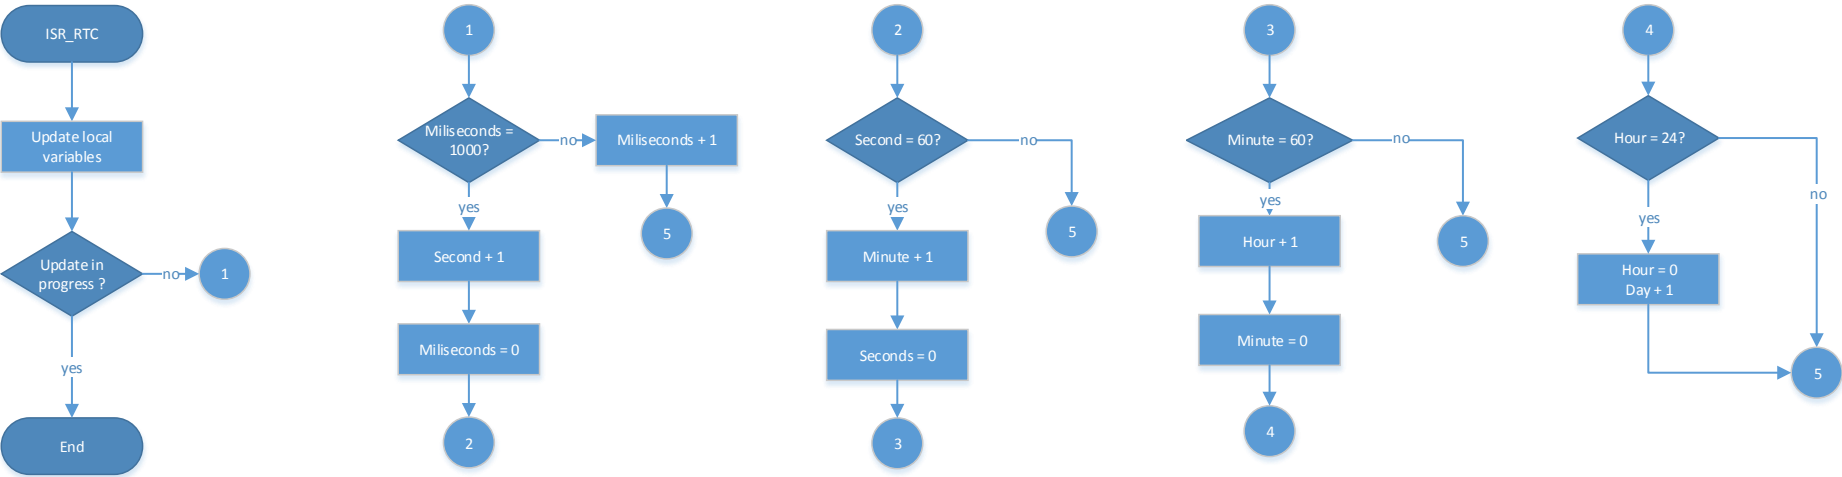 ISR_RTC
Update local
variables
Update in
progress ?
no
1
yes
End
1
Miliseconds =
1000?
no
Miliseconds + 1
5
yes
Second + 1
Miliseconds = 0
2
2
Second = 60?
no
5
yes
Minute + 1
Seconds = 0
3
3
Minute = 60?
no
5
yes
Hour + 1
Minute = 0
4
4
Hour = 24?
no
yes
Hour = 0
Day + 1
5